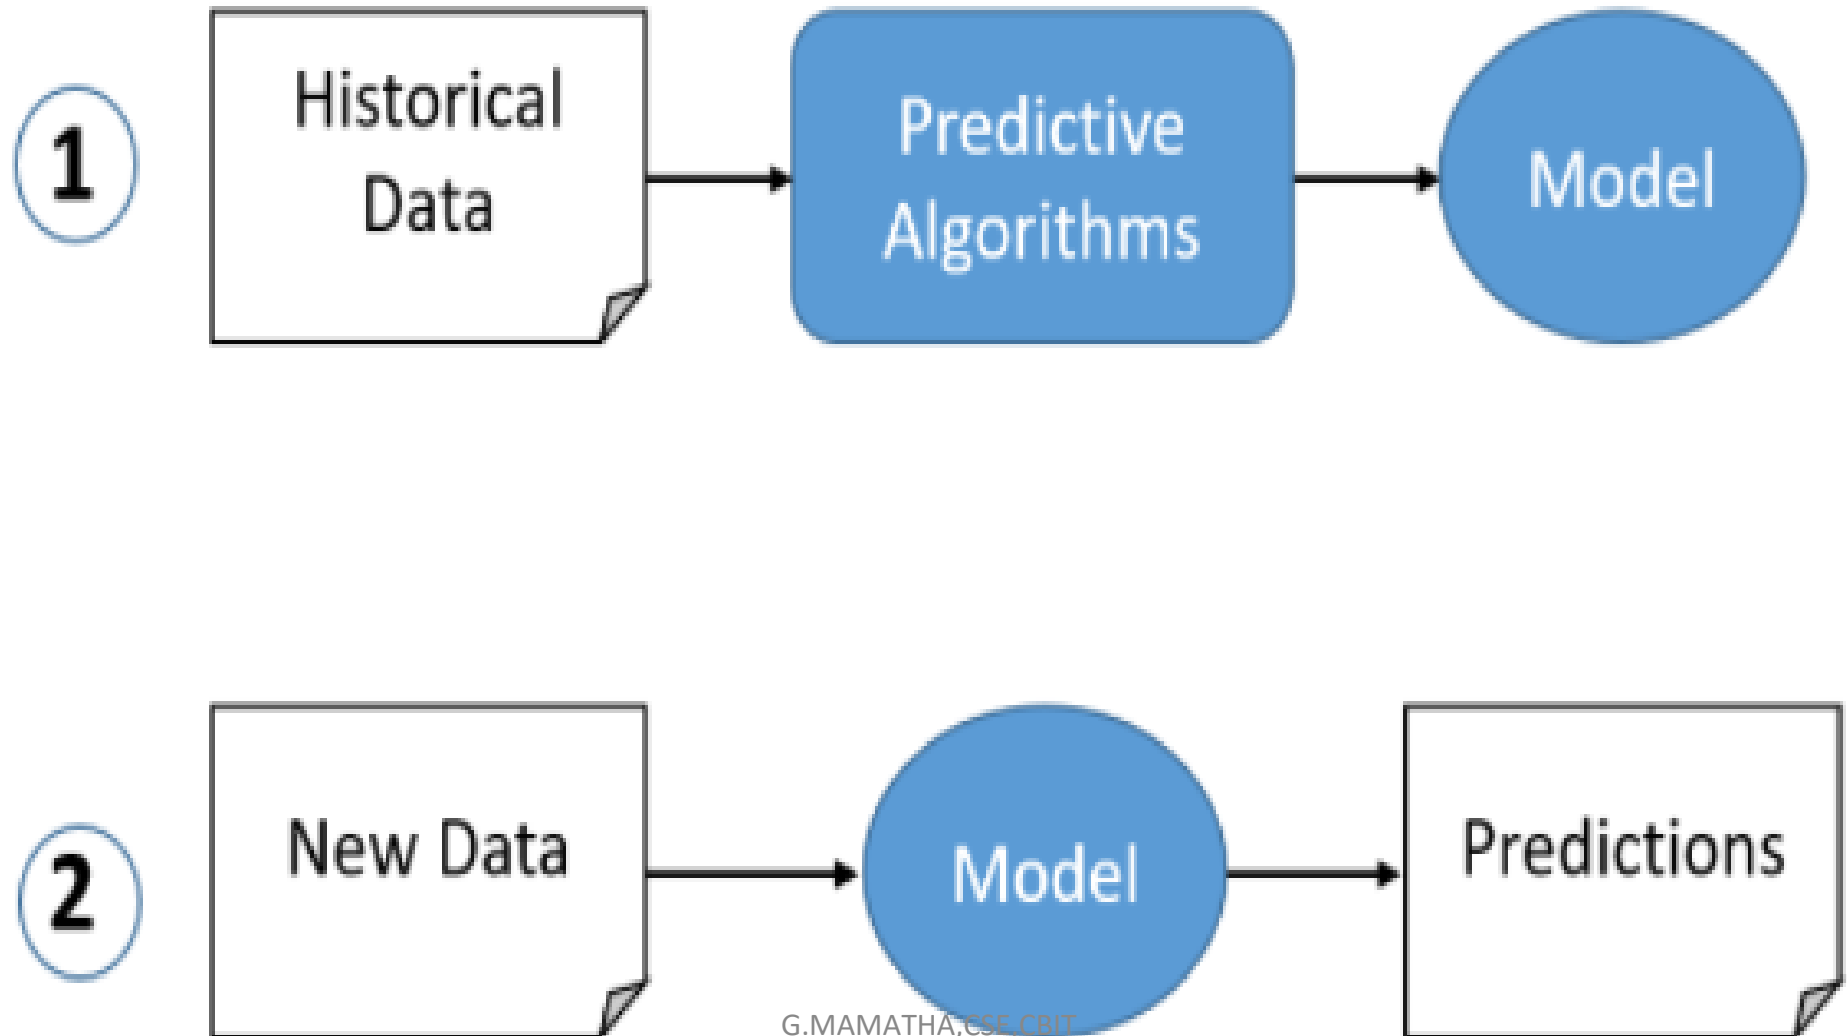 1
Historical
Data
Predictive
Algorithms
Model
2
New Data
Model
Predictions
G.MAMATHA,CSE,CBIT